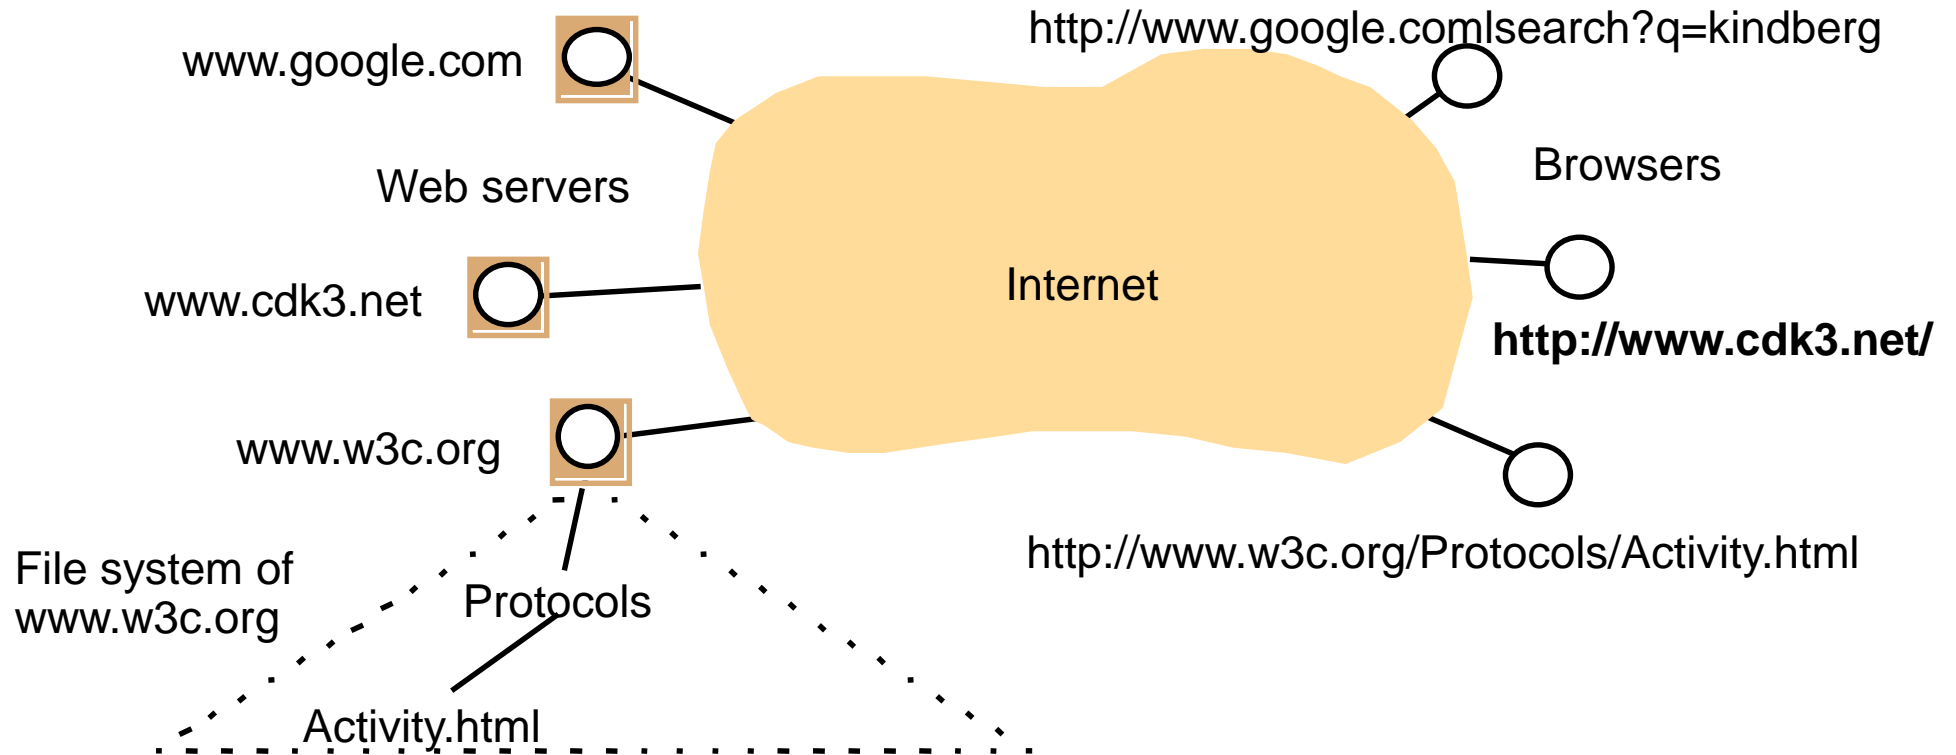 http://www.google.comlsearch?q=kindberg
www.google.com
Browsers
Web servers
Internet
www.cdk3.net
http://www.cdk3.net/
www.w3c.org
http://www.w3c.org/Protocols/Activity.html
File system of
www.w3c.org
Protocols
Activity.html